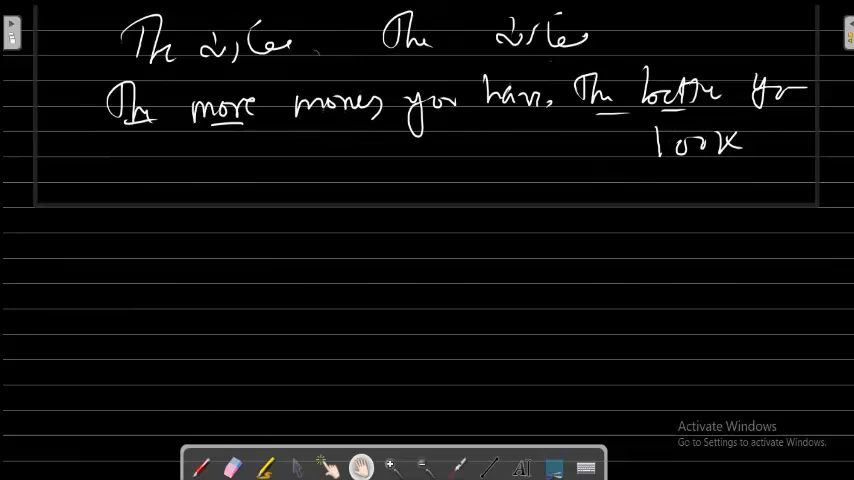 The The
The more money you have, The better you
look
Activate Windows
Go to Settings to activate Windows.